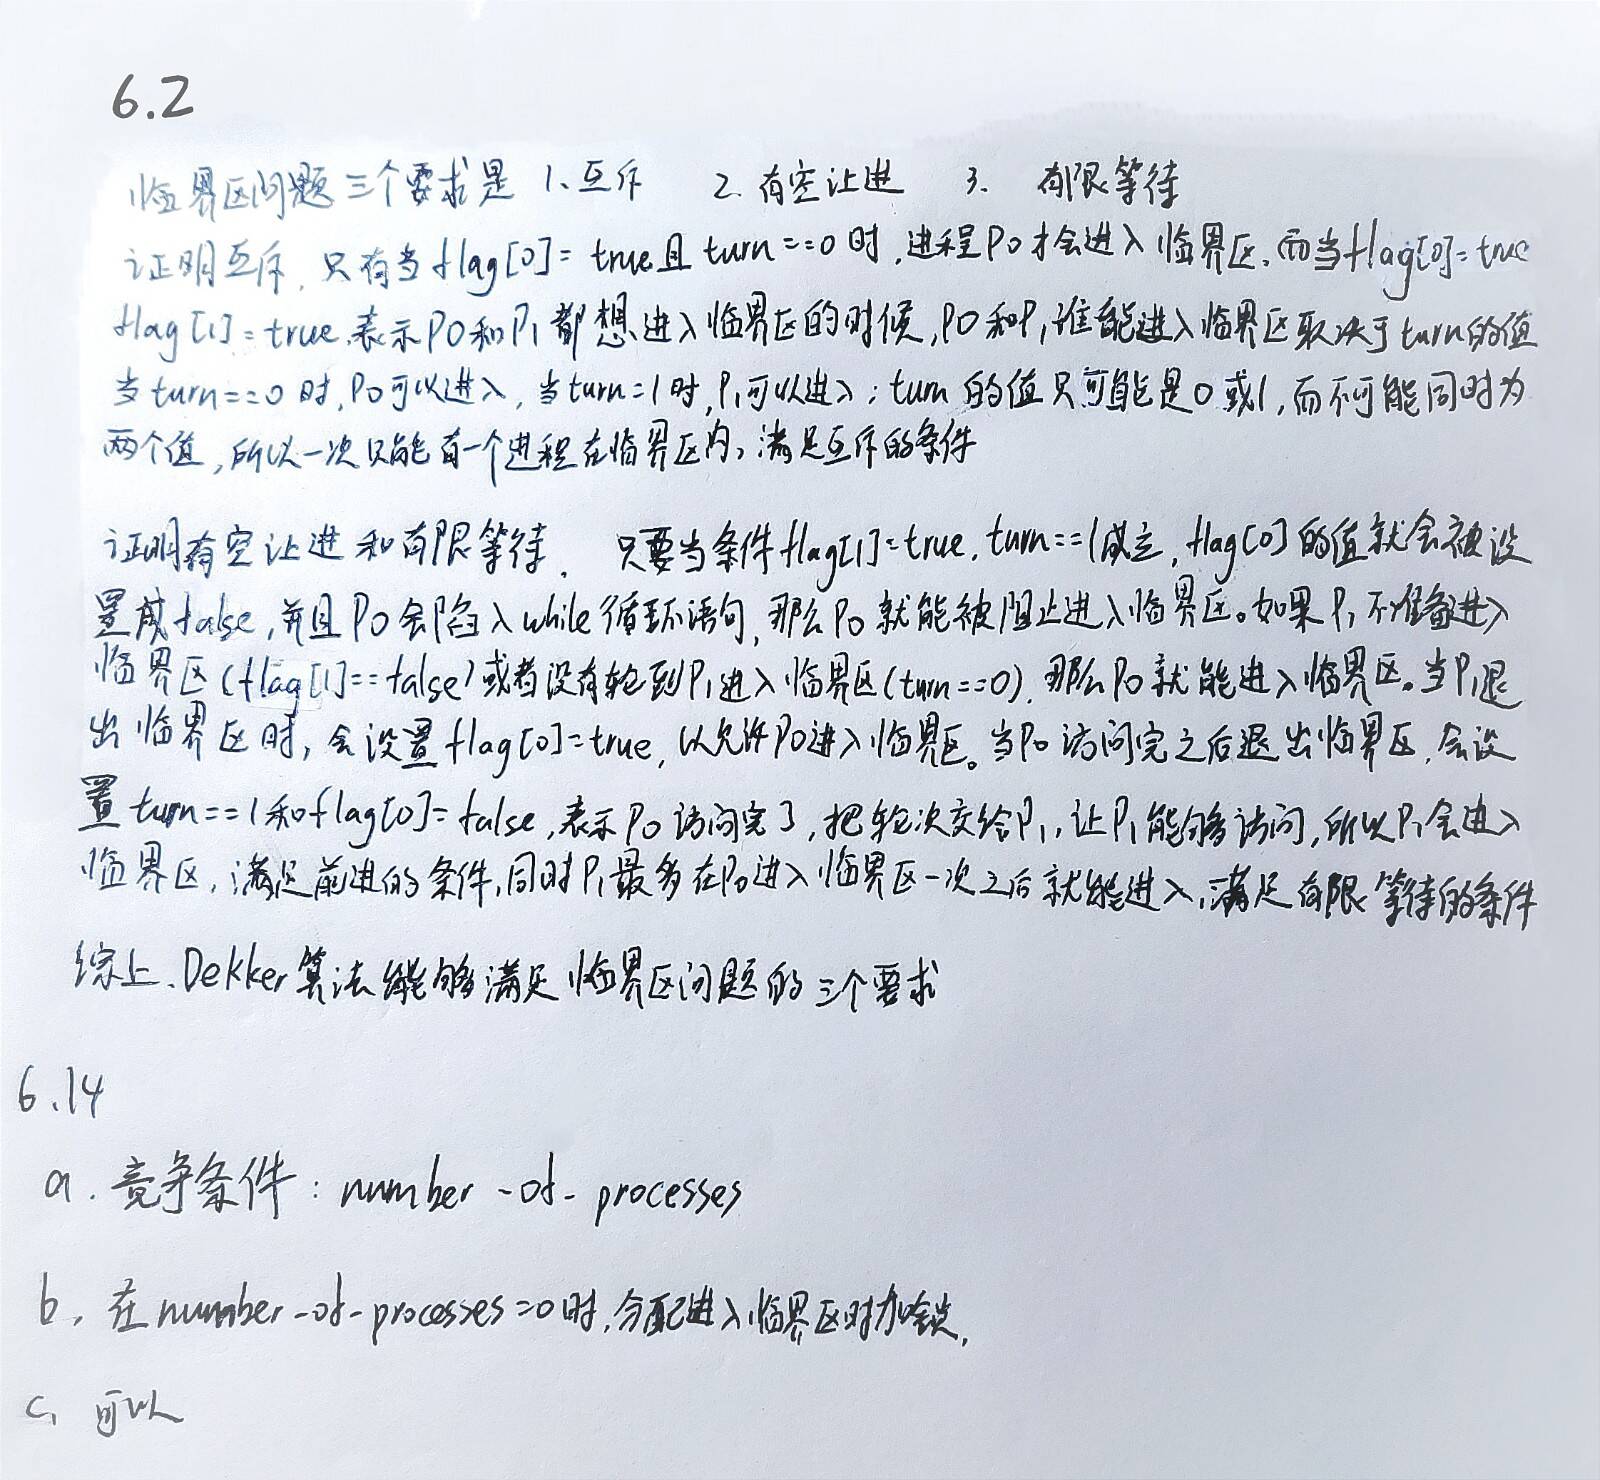 6.2
临界区问题三个要求是 1、互斥 2、有空让进 3. 有限等待
证明互斥, 只有当flag[0]=true且turn==0时,进程P0才会进入临界区,而当flag[0]=true
flag[1]=true,表示P0和P1都想进入临界区的时候,P0和P1谁能进入临界区取决于turn的值
当turn==0时,P0可以进入,当turn=1时,P1可以进入;turn的值只可能是0或1,而不可能同时为
两个值,所以一次只能有一个进程在临界区内,满足互斥的条件
证明有空让进和有限等待, 只要当条件flag[1]=true,turn==1成立,flag[0]的值就会被设
置成false,并且P0会陷入while循环语句,那么P0就能被阻止进入临界区。如果P1不准备进入
临界区(flag[1]==false)或者没有轮到P1进入临界区(turn==0),那么P0就能进入临界区。当P1退
出临界区时,会设置flag[0]=true,以允许P0进入临界区。当P0访问完之后退出临界区,会设
置turn==1和flag[0]=false,表示P0访问完了,把轮次交给P1,让P1能够访问,所以P1会进入
临界区,满足前进的条件,同时P1最多在P0进入临界区一次之后就能进入,满足有限等待的条件
综上、Dekker算法能够满足临界区问题的三个要求
6.14
a.竞争条件:number-of-processes
b,在number-of-processes=0时,分配进入临界区时加锁,
c、可以